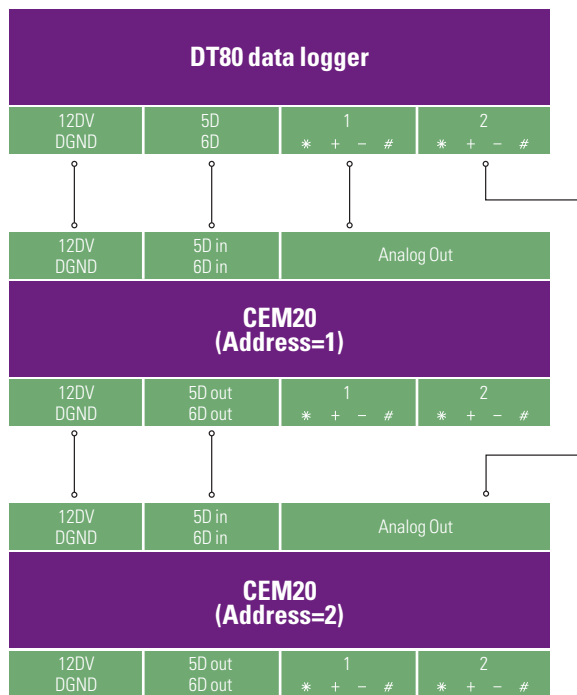 DT80 data logger
12DV 5D 1 2
DGND 6D * + − # * + − #
12DV 5D in Analog Out
DGND 6D in
CEM20
(Address=1)
12DV 5D out 1 2
DGND 6D out * + − # * + − #
12DV 5D in Analog Out
DGND 6D in
CEM20
(Address=2)
12DV 5D out 1 2
DGND 6D out * + − # * + − #